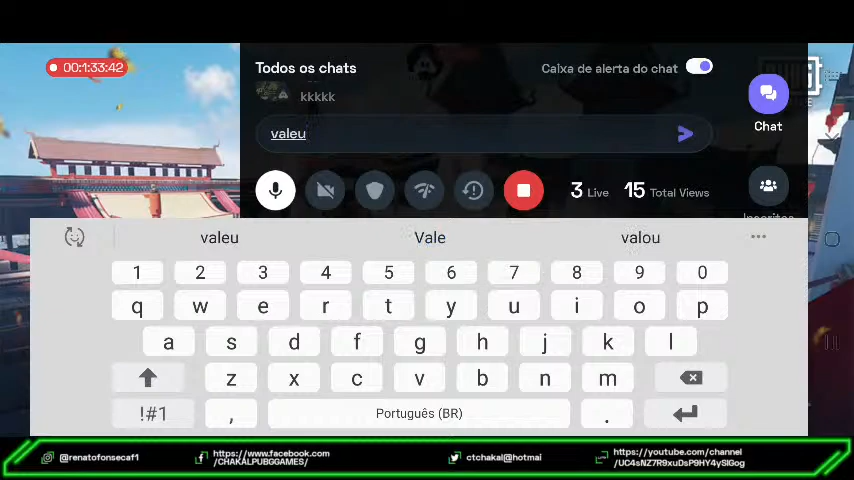 00:1:33:42
Todos os chats
Caixa de alerta do chat
kkkkk
valeu
Chat
3 Live 15 Total Views
valeu Vale valou
1 2 3 4 5 6 7 8 9 0
q w e r t y u i o p
a s d f g h j k l
z x c v b n m
!#1 , Português (BR) .
@renatofonsecaf1
https://www.facebook.com
/CHAKALPUBGGAMES/
ctchakal@hotmai
https://youtube.com/channel
/UC4sNZ7R9xuDsP9HY4ySlGog